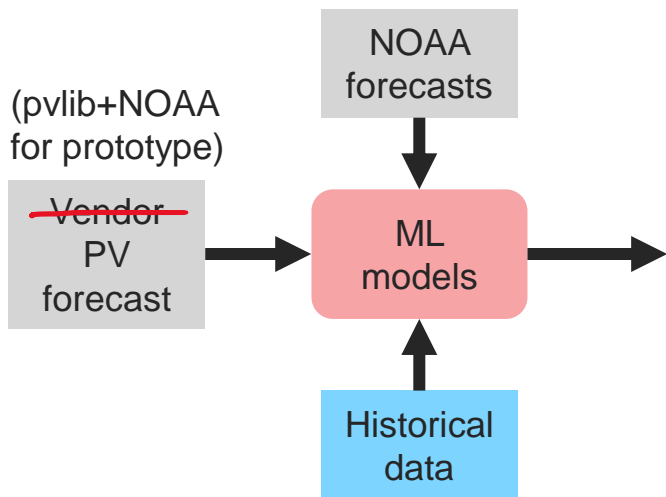 NOAA
forecasts
(pvlib+NOAA
for prototype)
Vendor
PV
forecast
ML
models
Historical
data